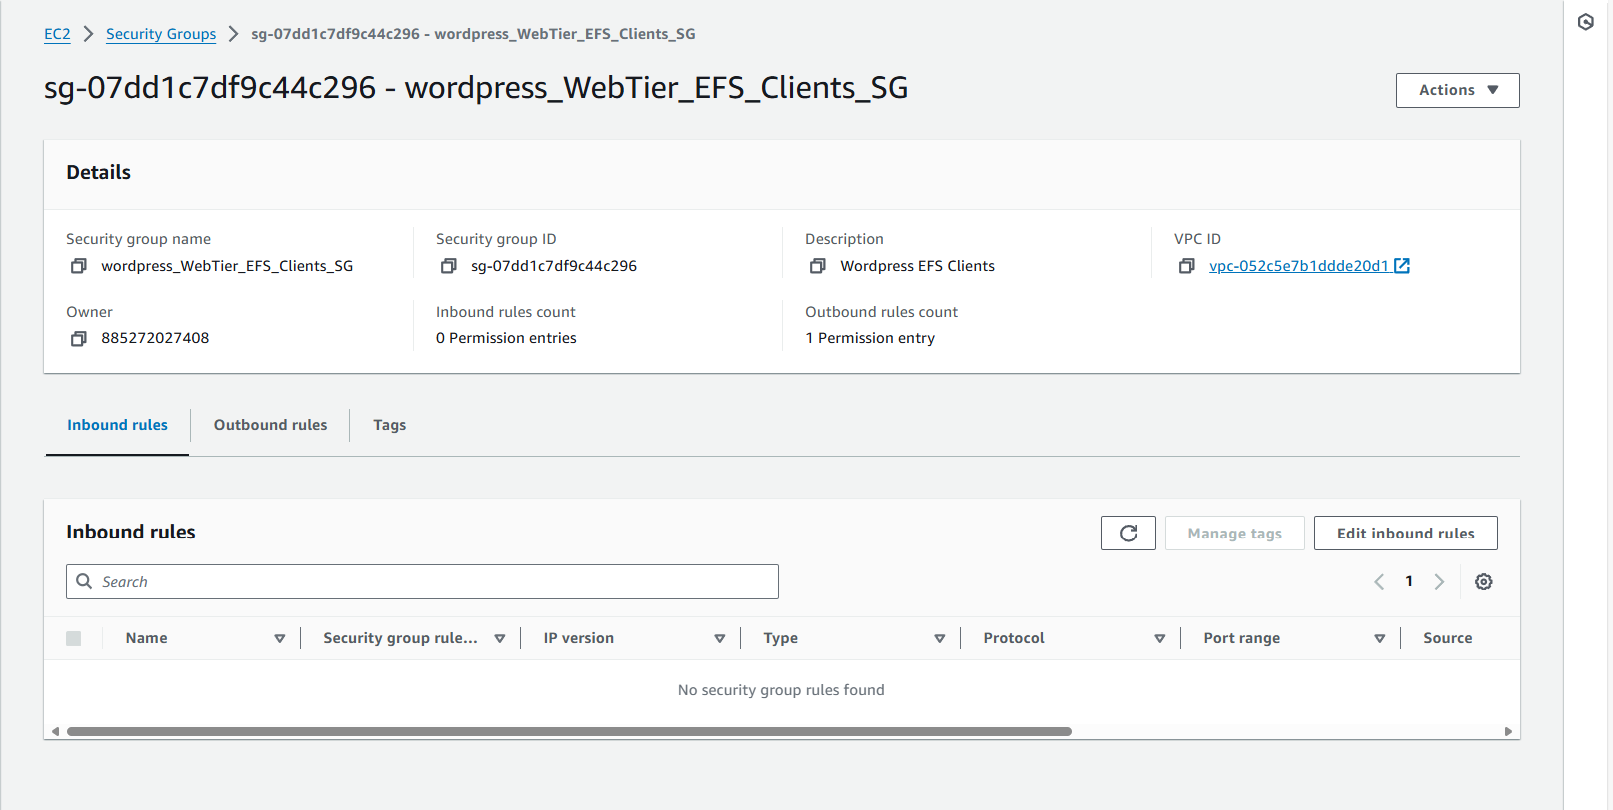 EC2 > Security Groups > sg-07dd1c7df9c44c296 - wordpress_WebTier_EFS_Clients_SG
sg-07dd1c7df9c44c296 - wordpress_WebTier_EFS_Clients_SG
Actions
Details
Security group name
wordpress_WebTier_EFS_Clients_SG
Security group ID
sg-07dd1c7df9c44c296
Description
Wordpress EFS Clients
VPC ID
vpc-052c5e7b1ddde20d1
Owner
885272027408
Inbound rules count
0 Permission entries
Outbound rules count
1 Permission entry
Inbound rules Outbound rules Tags
Inbound rules
Manage tags Edit inbound rules
Search
1
Name Security group rule... IP version Type Protocol Port range Source
No security group rules found